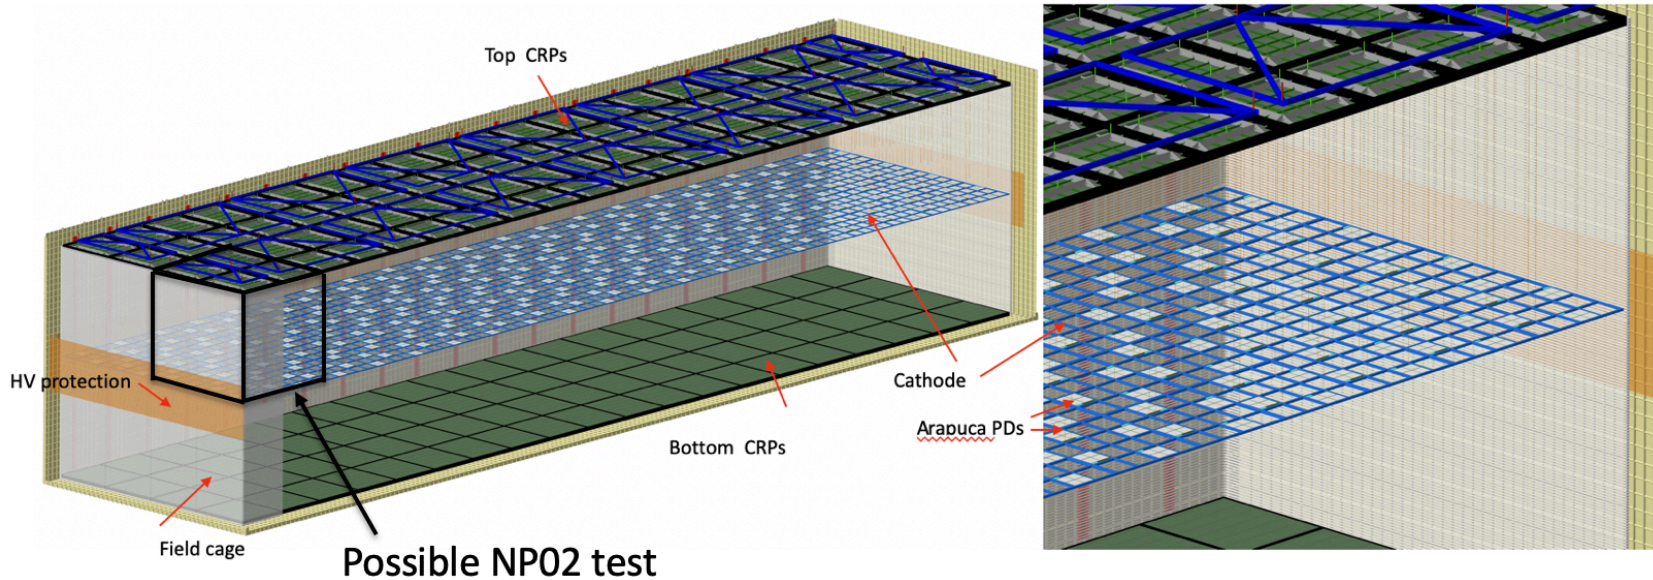 Top CRPs
HV protection
Cathode
Arapuca PDs
Bottom CRPs
Field cage
Possible NP02 test